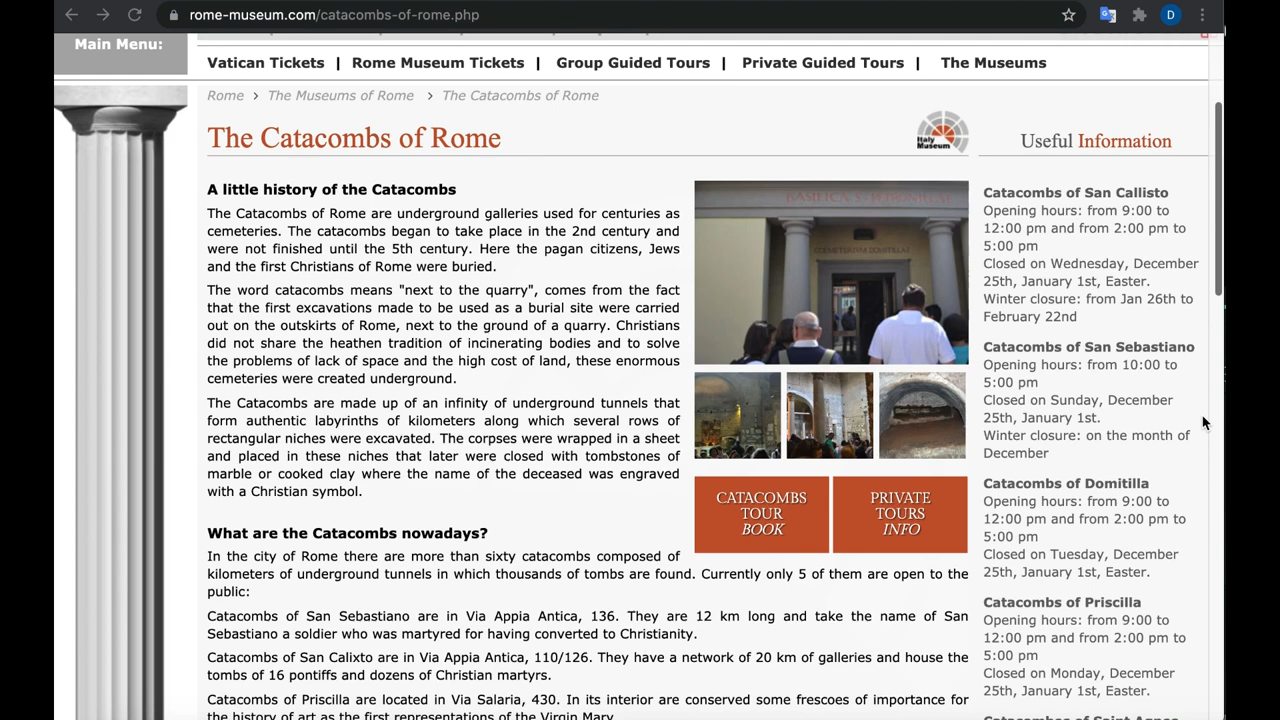 rome-museum.com/catacombs-of-rome.php
D
Main Menu:
Vatican Tickets | Rome Museum Tickets | Group Guided Tours | Private Guided Tours | The Museums
Rome > The Museums of Rome > The Catacombs of Rome
The Catacombs of Rome
Italy
Museum
A little history of the Catacombs
The Catacombs of Rome are underground galleries used for centuries as
cemeteries. The catacombs began to take place in the 2nd century and
were not finished until the 5th century. Here the pagan citizens, Jews
and the first Christians of Rome were buried.
The word catacombs means "next to the quarry", comes from the fact
that the first excavations made to be used as a burial site were carried
out on the outskirts of Rome, next to the ground of a quarry. Christians
did not share the heathen tradition of incinerating bodies and to solve
the problems of lack of space and the high cost of land, these enormous
cemeteries were created underground.
The Catacombs are made up of an infinity of underground tunnels that
form authentic labyrinths of kilometers along which several rows of
rectangular niches were excavated. The corpses were wrapped in a sheet
and placed in these niches that later were closed with tombstones of
marble or cooked clay where the name of the deceased was engraved
with a Christian symbol.
BASILICA S·PETRONILLAE
COEMETERIUM DOMITILLAE
CATACOMBS
TOUR
BOOK
PRIVATE
TOURS
INFO
What are the Catacombs nowadays?
In the city of Rome there are more than sixty catacombs composed of
kilometers of underground tunnels in which thousands of tombs are found. Currently only 5 of them are open to the
public:
Catacombs of San Sebastiano are in Via Appia Antica, 136. They are 12 km long and take the name of San
Sebastiano a soldier who was martyred for having converted to Christianity.
Catacombs of San Calixto are in Via Appia Antica, 110/126. They have a network of 20 km of galleries and house the
tombs of 16 pontiffs and dozens of Christian martyrs.
Catacombs of Priscilla are located in Via Salaria, 430. In its interior are conserved some frescoes of importance for
the history of art as the first representations of the Virgin Mary
Useful Information
Catacombs of San Callisto
Opening hours: from 9:00 to
12:00 pm and from 2:00 pm to
5:00 pm
Closed on Wednesday, December
25th, January 1st, Easter.
Winter closure: from Jan 26th to
February 22nd
Catacombs of San Sebastiano
Opening hours: from 10:00 to
5:00 pm
Closed on Sunday, December
25th, January 1st.
Winter closure: on the month of
December
Catacombs of Domitilla
Opening hours: from 9:00 to
12:00 pm and from 2:00 pm to
5:00 pm
Closed on Tuesday, December
25th, January 1st, Easter.
Catacombs of Priscilla
Opening hours: from 9:00 to
12:00 pm and from 2:00 pm to
5:00 pm
Closed on Monday, December
25th, January 1st, Easter.
Catacombs of Saint Agnes